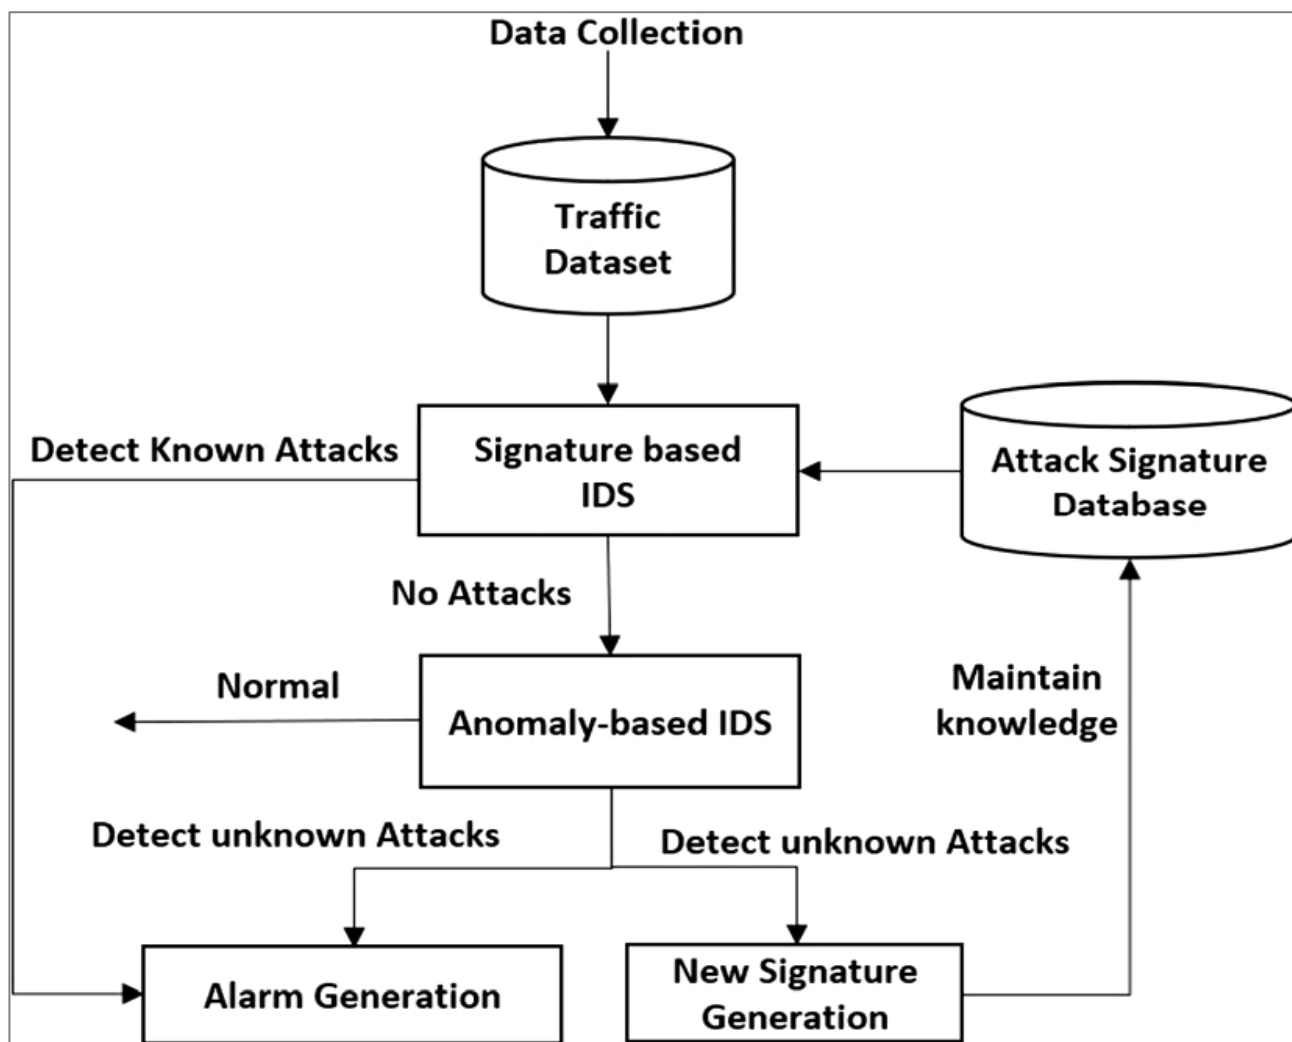 Data Collection
Traffic
Dataset
Detect Known Attacks
Signature based
IDS
Attack Signature
Database
No Attacks
Normal
Anomaly-based IDS
Maintain
knowledge
Detect unknown Attacks
Detect unknown Attacks
Alarm Generation
New Signature
Generation